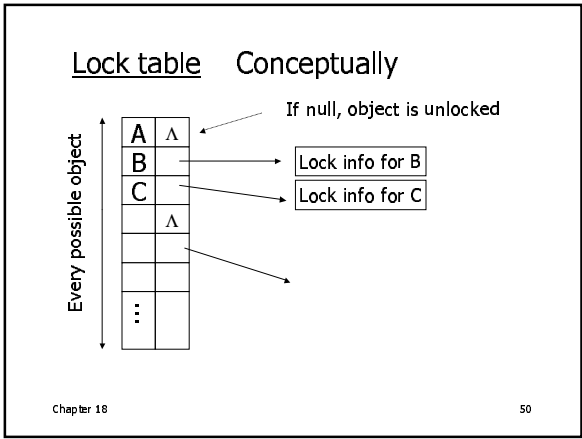 Lock table Conceptually
If null, object is unlocked
A Λ
B
Lock info for B
C
Lock info for C
Λ
Every possible object
...
Chapter 18
50